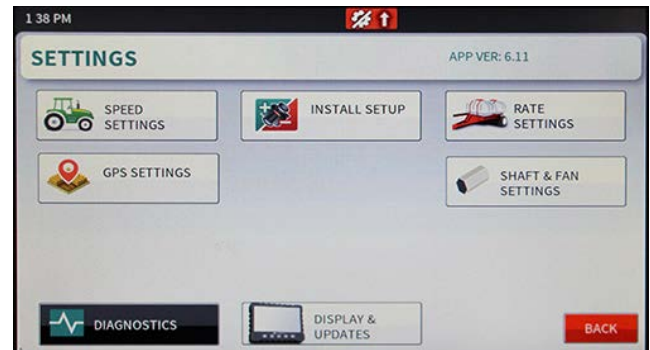 1 38 PM
SETTINGS
APP VER: 6.11
SPEED
SETTINGS
INSTALL SETUP
RATE
SETTINGS
GPS SETTINGS
SHAFT & FAN
SETTINGS
DIAGNOSTICS
DISPLAY &
UPDATES
BACK